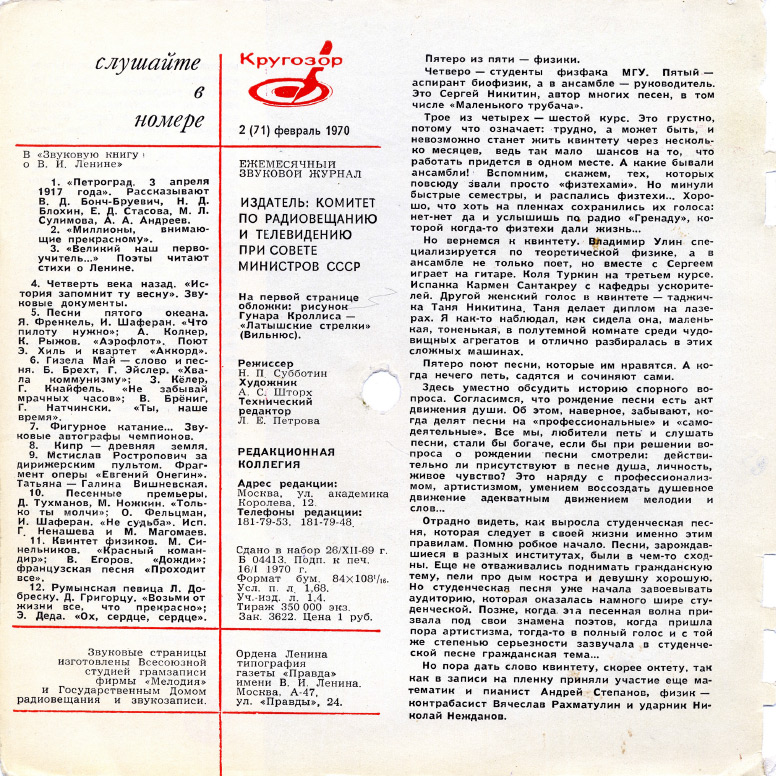 слушайте
в
номере
В «Звуковую книгу
о В. И. Ленине»
1. «Петроград. 3 апреля
1917 года». Рассказывают
В. Д. Бонч-Бруевич, Н. Д.
Блохин, Е. Д. Стасова, М. Л.
Сулимова, А. А. Андреев.
2. «Миллионы, внимаю-
щие прекрасному».
3. «Великий наш перво-
учитель...» Поэты читают
стихи о Ленине.
4. Четверть века назад. «Ис-
тория запомнит ту весну». Зву-
ковые документы.
5. Песни пятого океана.
Я. Френкель, И. Шаферан. «Что
пилоту нужно»; А. Колкер,
К. Рыжов. «Аэрофлот». Поют
Э. Хиль и квартет «Аккорд».
6. Гизела Май — слово и пес-
ня. Б. Брехт, Г. Эйслер. «Хва-
ла коммунизму»; З. Кёлер,
Г. Кнайфель. «Не забывай
мрачных часов»; В. Брёниг,
Г. Натчински. «Ты, наше
время».
7. Фигурное катание... Зву-
ковые автографы чемпионов.
8. Кипр — древняя земля.
9. Мстислав Ростропович за
дирижерским пультом. Фраг-
мент оперы «Евгений Онегин».
Татьяна — Галина Вишневская.
10. Песенные премьеры.
Д. Тухманов, М. Ножкин. «Толь-
ко ты молчи»; О. Фельцман,
И. Шаферан. «Не судьба». Исп.
Г. Ненашева и М. Магомаев.
11. Квинтет физиков. М. Си-
нельников. «Красный коман-
дир»; В. Егоров, «Дожди»;
французская песня «Проходит
все».
12. Румынская певица Л. До-
бреску. Д. Григорцу. «Возьми от
жизни все, что прекрасно»;
Э. Деда. «Ох, сердце, сердце».
Звуковые страницы
изготовлены Всесоюзной
студией грамзаписи
фирмы «Мелодия»
и Государственным Домом
радиовещания и звукозаписи.
Кругозор
2 (71) февраль 1970
ЕЖЕМЕСЯЧНЫЙ
ЗВУКОВОЙ ЖУРНАЛ
ИЗДАТЕЛЬ: КОМИТЕТ
ПО РАДИОВЕЩАНИЮ
И ТЕЛЕВИДЕНИЮ
ПРИ СОВЕТЕ
МИНИСТРОВ СССР
На первой странице
обложки: рисунок
Гунара Кроллиса —
«Латышские стрелки»
(Вильнюс).
Режиссер
Н. П. Субботин
Художник
А. С. Шторх
Технический
редактор
Л. Е. Петрова
РЕДАКЦИОННАЯ
КОЛЛЕГИЯ
Адрес редакции:
Москва, ул. академика
Королева, 12.
Телефоны редакции:
181-79-53, 181-79-48.
Сдано в набор 26/XII-69 г.
Б 04413. Подп. к печ.
16/I 1970 г.
Формат бум. 84×108¹/₁₆.
Усл. п. л. 1,68.
Уч.-изд. л. 1,4.
Тираж 350 000 экз.
Зак. 3622. Цена 1 руб.
Ордена Ленина
типография
газеты «Правда»
имени В. И. Ленина.
Москва, А-47,
ул. «Правды», 24.
Пятеро из пяти — физики.
Четверо — студенты физфака МГУ. Пятый —
аспирант биофизик, а в ансамбле — руководитель.
Это Сергей Никитин, автор многих песен, в том
числе «Маленького трубача».
Трое из четырех — шестой курс. Это грустно,
потому что означает: трудно, а может быть, и
невозможно станет жить квинтету через несколь-
ко месяцев, ведь так мало шансов на то, что
работать придется в одном месте. А какие бывали
ансамбли! Вспомним, скажем, тех, которых
повсюду звали просто «физтехами». Но минули
быстрые семестры, и распались физтехи... Хоро-
шо, что хоть на пленках сохранились их голоса:
нет-нет да и услышишь по радио «Гренаду», ко-
торой когда-то физтехи дали жизнь...
Но вернемся к квинтету. Владимир Улин спе-
циализируется по теоретической физике, а в
ансамбле не только поет, но вместе с Сергеем
играет на гитаре. Коля Туркин на третьем курсе.
Испанка Кармен Сантакреу с кафедры ускорите-
лей. Другой женский голос в квинтете — таджич-
ка Таня Никитина. Таня делает диплом на лазе-
рах. Я как-то наблюдал, как сидела она, малень-
кая, тоненькая, в полутемной комнате среди чудо-
вищных агрегатов и отлично разбиралась в этих
сложных машинах.
Пятеро поют песни, которые им нравятся. А ко-
гда нечего петь, садятся и сочиняют сами.
Здесь уместно обсудить историю спорного во-
проса. Согласимся, что рождение песни есть акт
движения души. Об этом, наверное, забывают, ко-
гда делят песни на «профессиональные» и «само-
деятельные». Все мы, любители петь и слушать
песни, стали бы богаче, если бы при решении во-
проса о рождении песни смотрели: действи-
тельно ли присутствуют в песне душа, личность,
живое чувство? Это наряду с профессионализ-
мом, артистизмом, умением воссоздать душевное
движение адекватным движением мелодии и
слов...
Отрадно видеть, как выросла студенческая пес-
ня, которая следует в своей жизни именно этим
правилам. Помню робкое начало. Песни, зарождав-
шиеся в разных институтах, были в чем-то сход-
ны. Еще не отваживались поднимать гражданскую
тему, пели про дым костра и девушку хорошую.
Но студенческая песня уже начала завоевывать
аудиторию, которая оказалась намного шире сту-
денческой. Позже, когда эта песенная волна при-
звала под свои знамена поэтов, когда пришла
пора артистизма, тогда-то в полный голос и с той
же степенью серьезности зазвучала в студенче-
ской песне гражданская тема...
Но пора дать слово квинтету, скорее октету, так
как в записи на пленку приняли участие еще ма-
тематик и пианист Андрей Степанов, физик —
контрабасист Вячеслав Рахматулин и ударник Ни-
колай Нежданов.